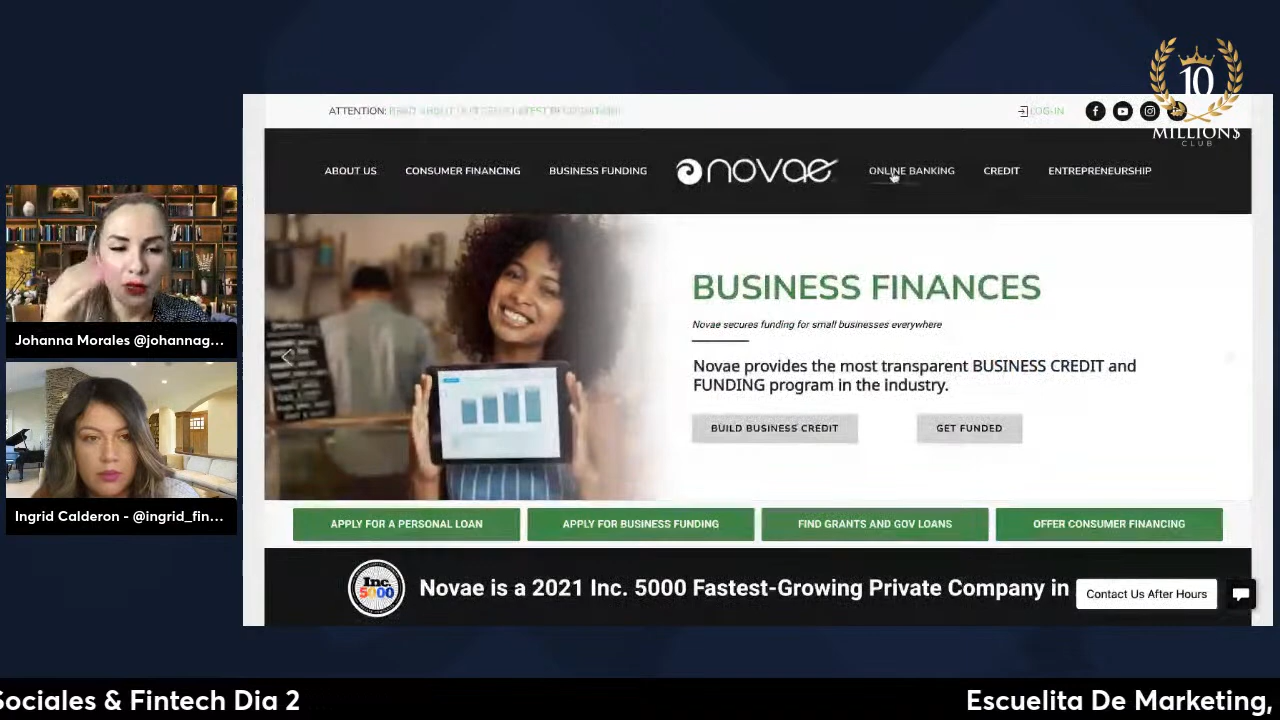 10
MILLION$
CLUB
ATTENTION:
LOG-IN
ABOUT US
CONSUMER FINANCING
BUSINESS FUNDING
novae
ONLINE BANKING
CREDIT
ENTREPRENEURSHIP
BUSINESS FINANCES
Novae secures funding for small businesses everywhere
Novae provides the most transparent BUSINESS CREDIT and
FUNDING program in the industry.
BUILD BUSINESS CREDIT
GET FUNDED
APPLY FOR A PERSONAL LOAN
APPLY FOR BUSINESS FUNDING
FIND GRANTS AND GOV LOANS
OFFER CONSUMER FINANCING
Inc.
5000
Novae is a 2021 Inc. 5000 Fastest-Growing Private Company in
Contact Us After Hours
Johanna Morales @johannag...
Ingrid Calderon - @ingrid_fin...
Sociales & Fintech Dia 2
Escuelita De Marketing,